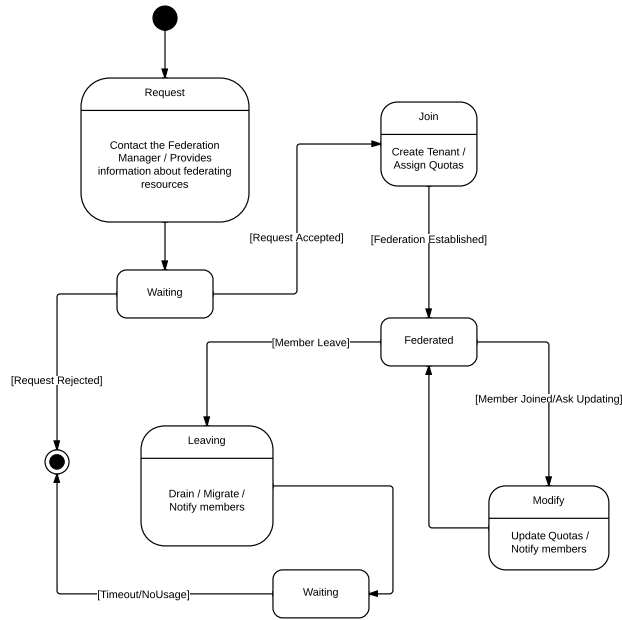 Request
Contact the Federation
Manager / Provides
information about federating
resources
Join
Create Tenant /
Assign Quotas
[Request Accepted]
[Federation Established]
Waiting
Federated
[Member Leave]
[Request Rejected]
[Member Joined/Ask Updating]
Leaving
Drain / Migrate /
Notify members
Modify
Update Quotas /
Notify members
Waiting
[Timeout/NoUsage]